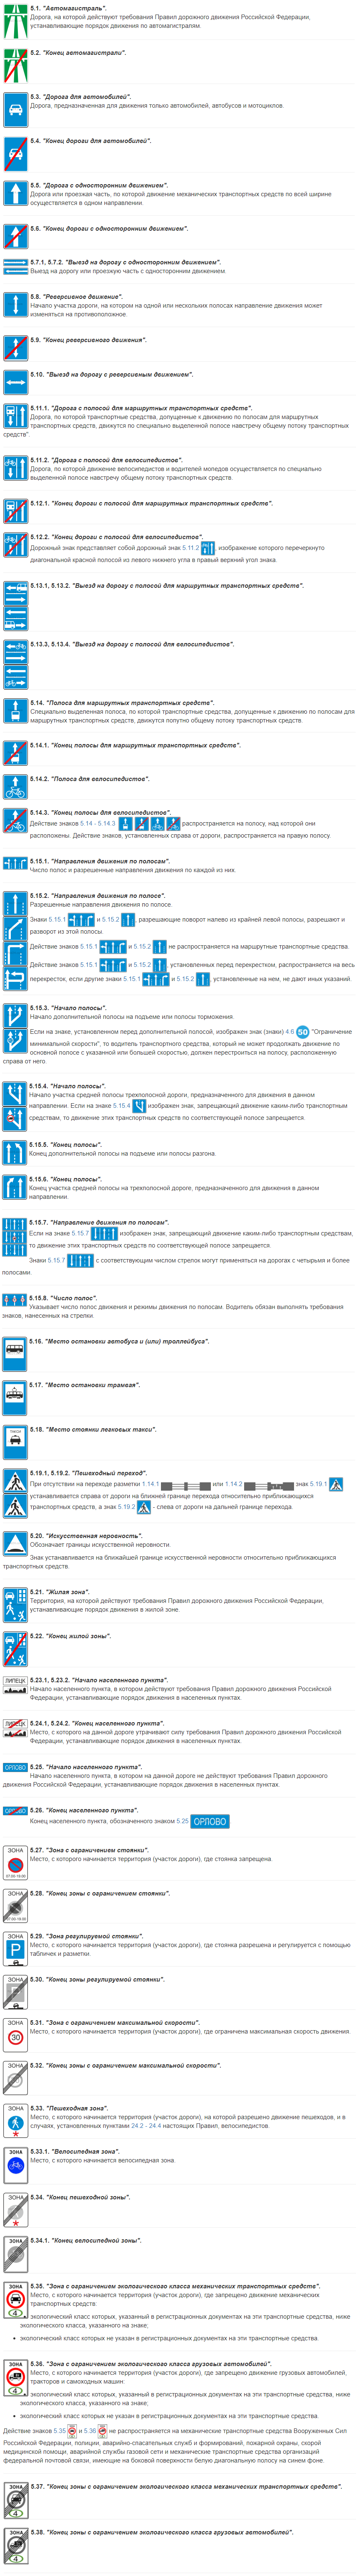 5.1. "Автомагистраль".
Дорога, на которой действуют требования Правил дорожного движения Российской Федерации,
устанавливающие порядок движения по автомагистралям.
5.2. "Конец автомагистрали".
5.3. "Дорога для автомобилей".
Дорога, предназначенная для движения только автомобилей, автобусов и мотоциклов.
5.4. "Конец дороги для автомобилей".
5.5. "Дорога с односторонним движением".
Дорога или проезжая часть, по которой движение механических транспортных средств по всей ширине
осуществляется в одном направлении.
5.6. "Конец дороги с односторонним движением".
5.7.1, 5.7.2. "Выезд на дорогу с односторонним движением".
Выезд на дорогу или проезжую часть с односторонним движением.
5.8. "Реверсивное движение".
Начало участка дороги, на котором на одной или нескольких полосах направление движения может
изменяться на противоположное.
5.9. "Конец реверсивного движения".
5.10. "Выезд на дорогу с реверсивным движением".
5.11.1. "Дорога с полосой для маршрутных транспортных средств".
Дорога, по которой транспортные средства, допущенные к движению по полосам для маршрутных
транспортных средств, движутся по специально выделенной полосе навстречу общему потоку транспортных
средств".
5.11.2. "Дорога с полосой для велосипедистов".
Дорога, по которой движение велосипедистов и водителей мопедов осуществляется по специально
выделенной полосе навстречу общему потоку транспортных средств.
5.12.1. "Конец дороги с полосой для маршрутных транспортных средств".
5.12.2. "Конец дороги с полосой для велосипедистов".
Дорожный знак представляет собой дорожный знак 5.11.2 , изображение которого перечеркнуто
диагональной красной полосой из левого нижнего угла в правый верхний угол знака.
5.13.1, 5.13.2. "Выезд на дорогу с полосой для маршрутных транспортных средств".
5.13.3, 5.13.4. "Выезд на дорогу с полосой для велосипедистов".
5.14. "Полоса для маршрутных транспортных средств".
Специально выделенная полоса, по которой транспортные средства, допущенные к движению по полосам для
маршрутных транспортных средств, движутся попутно общему потоку транспортных средств.
5.14.1. "Конец полосы для маршрутных транспортных средств".
5.14.2. "Полоса для велосипедистов".
5.14.3. "Конец полосы для велосипедистов".
Действие знаков 5.14 - 5.14.3 распространяется на полосу, над которой они
расположены. Действие знаков, установленных справа от дороги, распространяется на правую полосу.
5.15.1. "Направления движения по полосам".
Число полос и разрешенные направления движения по каждой из них.
5.15.2. "Направления движения по полосе".
Разрешенные направления движения по полосе.
Знаки 5.15.1 и 5.15.2 , разрешающие поворот налево из крайней левой полосы, разрешают и
разворот из этой полосы.
Действие знаков 5.15.1 и 5.15.2 не распространяется на маршрутные транспортные средства.
Действие знаков 5.15.1 и 5.15.2 , установленных перед перекрестком, распространяется на весь
перекресток, если другие знаки 5.15.1 и 5.15.2 , установленные на нем, не дают иных указаний.
5.15.3. "Начало полосы".
Начало дополнительной полосы на подъеме или полосы торможения.
Если на знаке, установленном перед дополнительной полосой, изображен знак (знаки) 4.6 50 "Ограничение
минимальной скорости", то водитель транспортного средства, который не может продолжать движение по
основной полосе с указанной или большей скоростью, должен перестроиться на полосу, расположенную
справа от него.
5.15.4. "Начало полосы".
Начало участка средней полосы трехполосной дороги, предназначенного для движения в данном
направлении. Если на знаке 5.15.4 изображен знак, запрещающий движение каким-либо транспортным
средствам, то движение этих транспортных средств по соответствующей полосе запрещается.
5.15.5. "Конец полосы".
Конец дополнительной полосы на подъеме или полосы разгона.
5.15.6. "Конец полосы".
Конец участка средней полосы на трехполосной дороге, предназначенного для движения в данном
направлении.
5.15.7. "Направление движения по полосам".
Если на знаке 5.15.7 изображен знак, запрещающий движение каким-либо транспортным средствам,
то движение этих транспортных средств по соответствующей полосе запрещается.
Знаки 5.15.7 с соответствующим числом стрелок могут применяться на дорогах с четырьмя и более
полосами.
5.15.8. "Число полос".
Указывает число полос движения и режимы движения по полосам. Водитель обязан выполнять требования
знаков, нанесенных на стрелки.
5.16. "Место остановки автобуса и (или) троллейбуса".
5.17. "Место остановки трамвая".
5.18. "Место стоянки легковых такси".
5.19.1, 5.19.2. "Пешеходный переход".
При отсутствии на переходе разметки 1.14.1 или 1.14.2 знак 5.19.1
устанавливается справа от дороги на ближней границе перехода относительно приближающихся
транспортных средств, а знак 5.19.2 - слева от дороги на дальней границе перехода.
5.20. "Искусственная неровность".
Обозначает границы искусственной неровности.
Знак устанавливается на ближайшей границе искусственной неровности относительно приближающихся
транспортных средств.
5.21. "Жилая зона".
Территория, на которой действуют требования Правил дорожного движения Российской Федерации,
устанавливающие порядок движения в жилой зоне.
5.22. "Конец жилой зоны".
ЛИПЕЦК
5.23.1, 5.23.2. "Начало населенного пункта".
Начало населенного пункта, в котором действуют требования Правил дорожного движения Российской
Федерации, устанавливающие порядок движения в населенных пунктах.
ЛИПЕЦК
5.24.1, 5.24.2. "Конец населенного пункта".
Место, с которого на данной дороге утрачивают силу требования Правил дорожного движения Российской
Федерации, устанавливающие порядок движения в населенных пунктах.
ОРЛОВО
5.25. "Начало населенного пункта".
Начало населенного пункта, в котором на данной дороге не действуют требования Правил дорожного
движения Российской Федерации, устанавливающие порядок движения в населенных пунктах.
ОРЛОВО
5.26. "Конец населенного пункта".
Конец населенного пункта, обозначенного знаком 5.25 ОРЛОВО
ЗОНА
5.27. "Зона с ограничением стоянки".
Место, с которого начинается территория (участок дороги), где стоянка запрещена.
5.28. "Конец зоны с ограничением стоянки".
ЗОНА
5.29. "Зона регулируемой стоянки".
Место, с которого начинается территория (участок дороги), где стоянка разрешена и регулируется с помощью
табличек и разметки.
ЗОНА
5.30. "Конец зоны регулируемой стоянки".
ЗОНА
30
5.31. "Зона с ограничением максимальной скорости".
Место, с которого начинается территория (участок дороги), где ограничена максимальная скорость движения.
ЗОНА
5.32. "Конец зоны с ограничением максимальной скорости".
ЗОНА
5.33. "Пешеходная зона".
Место, с которого начинается территория (участок дороги), на которой разрешено движение пешеходов, и в
случаях, установленных пунктами 24.2 - 24.4 настоящих Правил, велосипедистов.
ЗОНА
5.33.1. "Велосипедная зона".
Место, с которого начинается велосипедная зона.
ЗОНА
5.34. "Конец пешеходной зоны".
ЗОНА
5.34.1. "Конец велосипедной зоны".
ЗОНА
4
5.35. "Зона с ограничением экологического класса механических транспортных средств".
Место, с которого начинается территория (участок дороги), где запрещено движение механических
транспортных средств:
экологический класс которых, указанный в регистрационных документах на эти транспортные средства, ниже
экологического класса, указанного на знаке;
экологический класс которых не указан в регистрационных документах на эти транспортные средства.
ЗОНА
4
5.36. "Зона с ограничением экологического класса грузовых автомобилей".
Место, с которого начинается территория (участок дороги), где запрещено движение грузовых автомобилей,
тракторов и самоходных машин:
экологический класс которых, указанный в регистрационных документах на эти транспортные средства, ниже
экологического класса, указанного на знаке;
экологический класс которых не указан в регистрационных документах на эти транспортные средства.
Действие знаков 5.35 и 5.36 не распространяется на механические транспортные средства Вооруженных Сил
Российской Федерации, полиции, аварийно-спасательных служб и формирований, пожарной охраны, скорой
медицинской помощи, аварийной службы газовой сети и механические транспортные средства организаций
федеральной почтовой связи, имеющие на боковой поверхности белую диагональную полосу на синем фоне.
ЗОНА
4
5.37. "Конец зоны с ограничением экологического класса механических транспортных средств".
ЗОНА
4
5.38. "Конец зоны с ограничением экологического класса грузовых автомобилей".